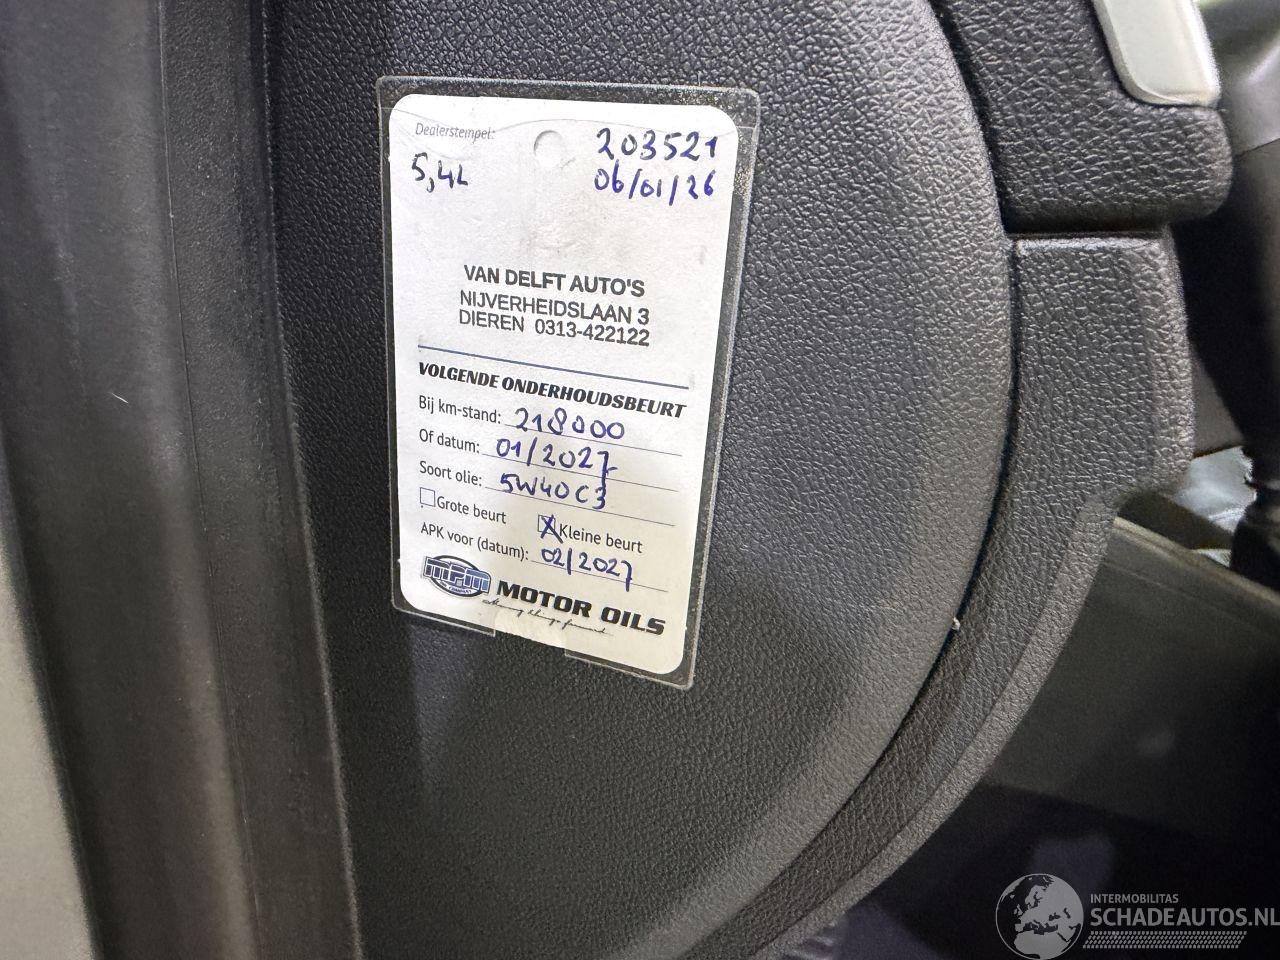 Dealerstempel:
203521
5,4L
06/01/26
VAN DELFT AUTO'S
NIJVERHEIDSLAAN 3
DIEREN 0313-422122
VOLGENDE ONDERHOUDSBEURT
Bij km-stand: 218000
Of datum: 01/2027
Soort olie: 5W40C3
Grote beurt Kleine beurt
APK voor (datum): 02/2027
MPM
MOTOR OILS
INTERMOBILITAS
SCHADEAUTOS.NL